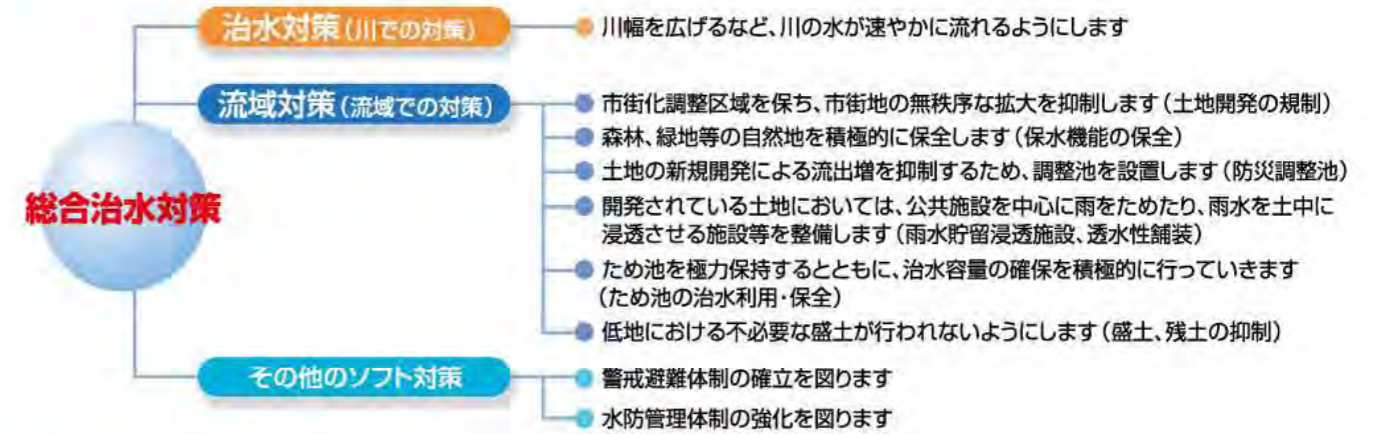 総合治水対策
治水対策（川での対策）
川幅を広げるなど、川の水が速やかに流れるようにします
流域対策（流域での対策）
市街化調整区域を保ち、市街地の無秩序な拡大を抑制します（土地開発の規制）
森林、緑地等の自然地を積極的に保全します（保水機能の保全）
土地の新規開発による流出増を抑制するため、調整池を設置します（防災調整池）
開発されている土地においては、公共施設を中心に雨をためたり、雨水を土中に
浸透させる施設等を整備します（雨水貯留浸透施設、透水性舗装）
ため池を極力保持するとともに、治水容量の確保を積極的に行っていきます
（ため池の治水利用・保全）
低地における不必要な盛土が行われないようにします（盛土、残土の抑制）
その他のソフト対策
警戒避難体制の確立を図ります
水防管理体制の強化を図ります